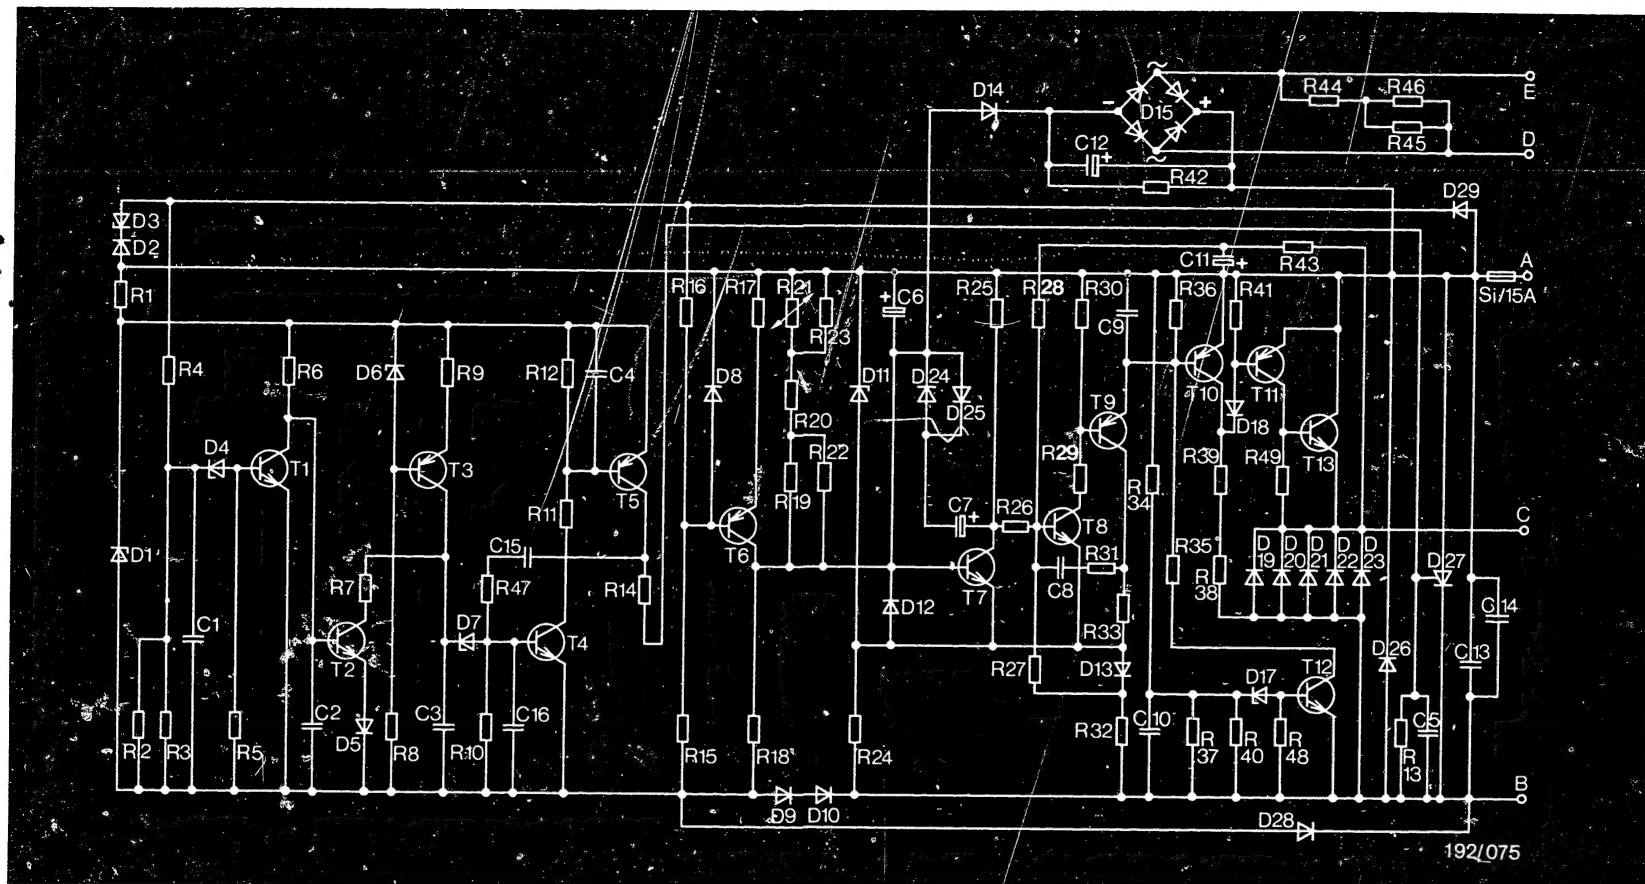 D14
~
-
D15
+
~
R44
R46
E
R45
D
C12
+
R42
D29
D3
D2
R1
C11
+
R43
A
Si/15A
R16
R17
R21
R23
+
C6
R25
R28
R30
C9
R36
R41
R4
R6
D6
R9
R12
C4
D8
D11
D24
D25
T10
T11
D18
R20
R22
T9
T13
D4
T1
T3
T5
R29
R39
R49
R19
R11
R34
C7
+
R26
T8
T6
C
C15
D1
R7
R47
R14
T7
C8
R31
R35
R38
D19
D20
D21
D22
D23
D27
C1
D7
T4
D12
R33
C14
T2
R27
D13
D26
C13
D17
T12
R2
R3
R5
C2
D5
R8
C3
R10
C16
R15
R18
R24
R32
C10
R37
R40
R48
R13
C5
B
D9
D10
D28
192/075